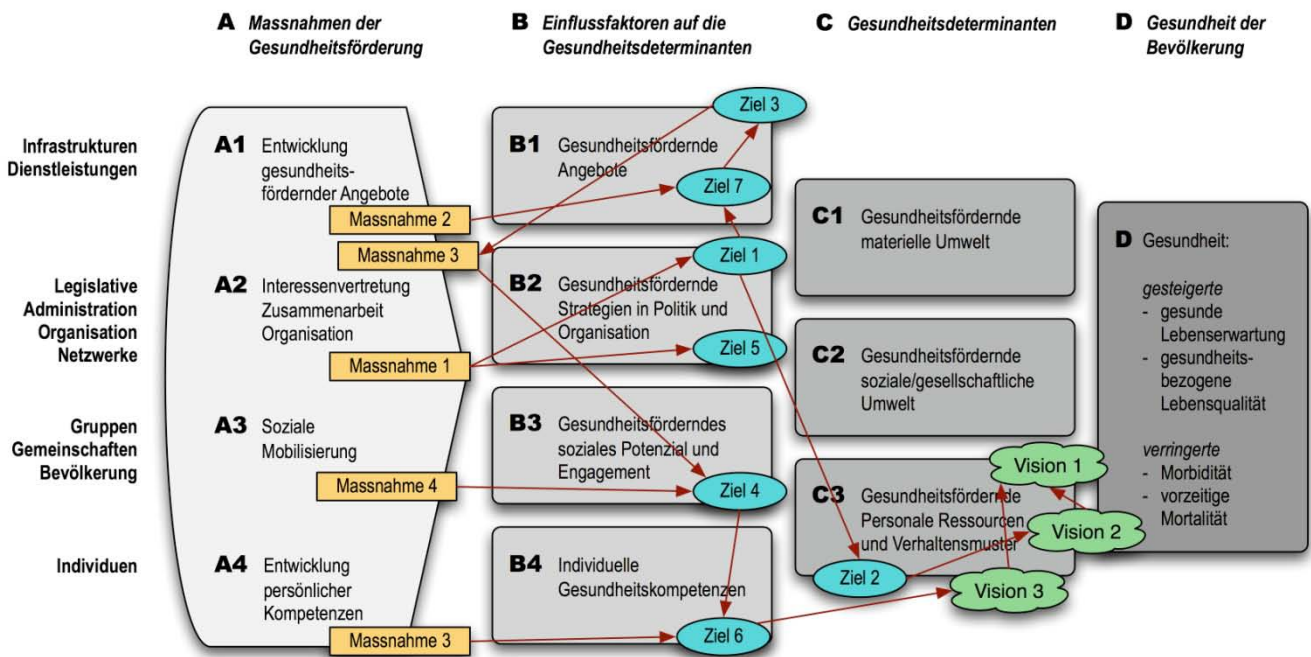 A Massnahmen der
Gesundheitsförderung
B Einflussfaktoren auf die
Gesundheitsdeterminanten
C Gesundheitsdeterminanten
D Gesundheit der
Bevölkerung
Infrastrukturen
Dienstleistungen
Legislative
Administration
Organisation
Netzwerke
Gruppen
Gemeinschaften
Bevölkerung
Individuen
A1 Entwicklung
gesundheits-
fördernder Angebote
Massnahme 2
Massnahme 3
A2 Interessenvertretung
Zusammenarbeit
Organisation
Massnahme 1
A3 Soziale
Mobilisierung
Massnahme 4
A4 Entwicklung
persönlicher
Kompetenzen
Massnahme 3
Ziel 3
B1 Gesundheitsfördernde
Angebote
Ziel 7
Ziel 1
B2 Gesundheitsfördernde
Strategien in Politik und
Organisation
Ziel 5
B3 Gesundheitsförderndes
soziales Potenzial und
Engagement
Ziel 4
B4 Individuelle
Gesundheitskompetenzen
Ziel 6
C1 Gesundheitsfördernde
materielle Umwelt
C2 Gesundheitsfördernde
soziale/gesellschaftliche
Umwelt
C3 Gesundheitsfördernde
Personale Ressourcen
und Verhaltensmuster
Ziel 2
Vision 1
Vision 2
Vision 3
D Gesundheit:
gesteigerte
- gesunde
Lebenserwartung
- gesundheits-
bezogene
Lebensqualität
verringerte
- Morbidität
- vorzeitige
Mortalität